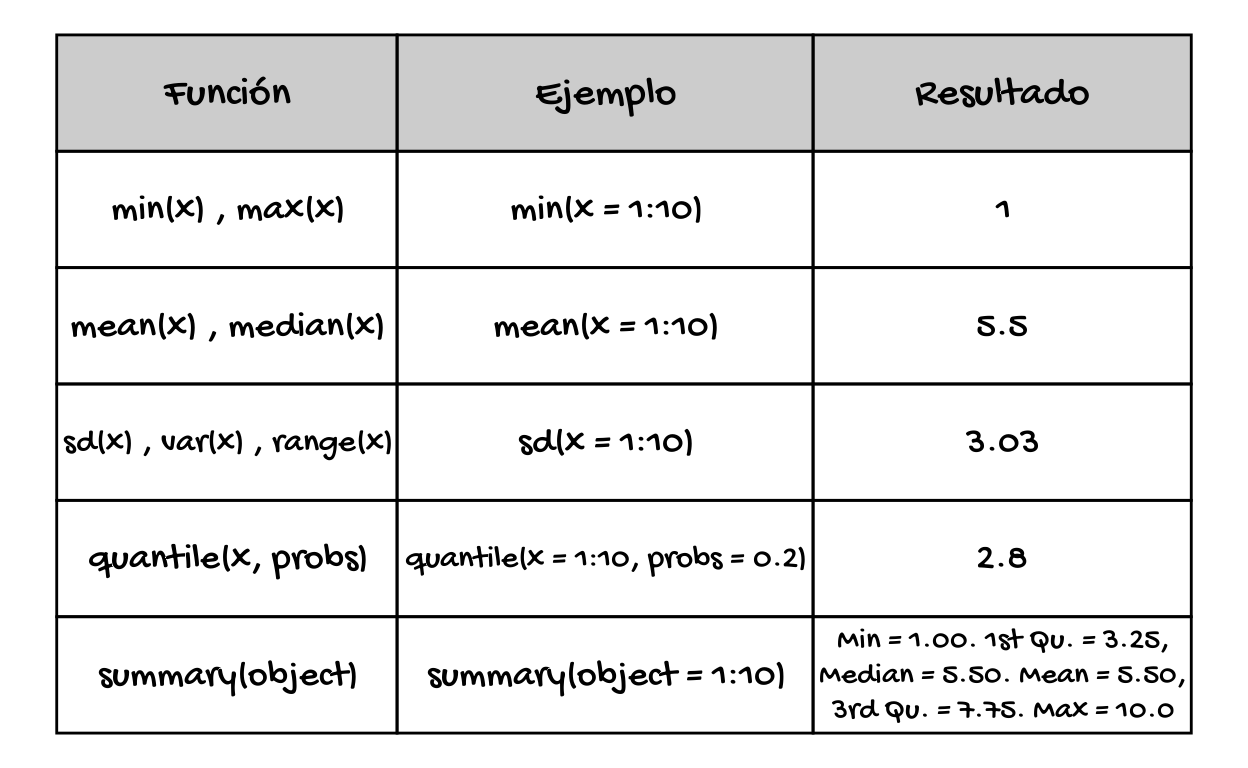 Función Ejemplo Resultado
min(x) , max(x) min(x = 1:10) 1
mean(x) , median(x) mean(x = 1:10) 5.5
sd(x) , var(x) , range(x) sd(x = 1:10) 3.03
quantile(x, probs) quantile(x = 1:10, probs = 0.2) 2.8
summary(object) summary(object = 1:10) Min = 1.00. 1st Qu. = 3.25,
Median = 5.50. Mean = 5.50,
3rd Qu. = 7.75. Max = 10.0